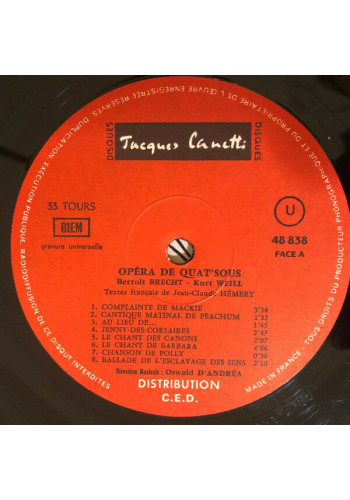 DUPLICATION, EXÉCUTION PUBLIQUE, RADIODIFFUSION DE CE DISQUE INTERDITES
TOUS DROITS DU PRODUCTEUR PHONOGRAPHIQUE ET DU PROPRIÉTAIRE DE L'ŒUVRE ENREGISTRÉE RÉSERVÉS.
DISQUES
Jacques Canetti
DISQUES
33 TOURS
BIEM
gravure universelle
U
48 838
FACE A
OPÉRA DE QUAT'SOUS
Bertolt BRECHT - Kurt WEILL
Textes français de Jean-Claude HÉMERY
1. COMPLAINTE DE MACKIE 3'34
2. CANTIQUE MATINAL DE PEACHUM 1'32
3. AU LIEU DE... 1'45
4. JENNY-DES-CORSAIRES 2'47
5. LE CHANT DES CANONS 2'07
6. LE CHANT DE BARBARA 4'06
7. CHANSON DE POLLY 0'36
8. BALLADE DE L'ESCLAVAGE DES SENS 2'10
Direction Musicale : Oswald D'ANDRÉA
DISTRIBUTION
C.E.D.
MADE IN FRANCE